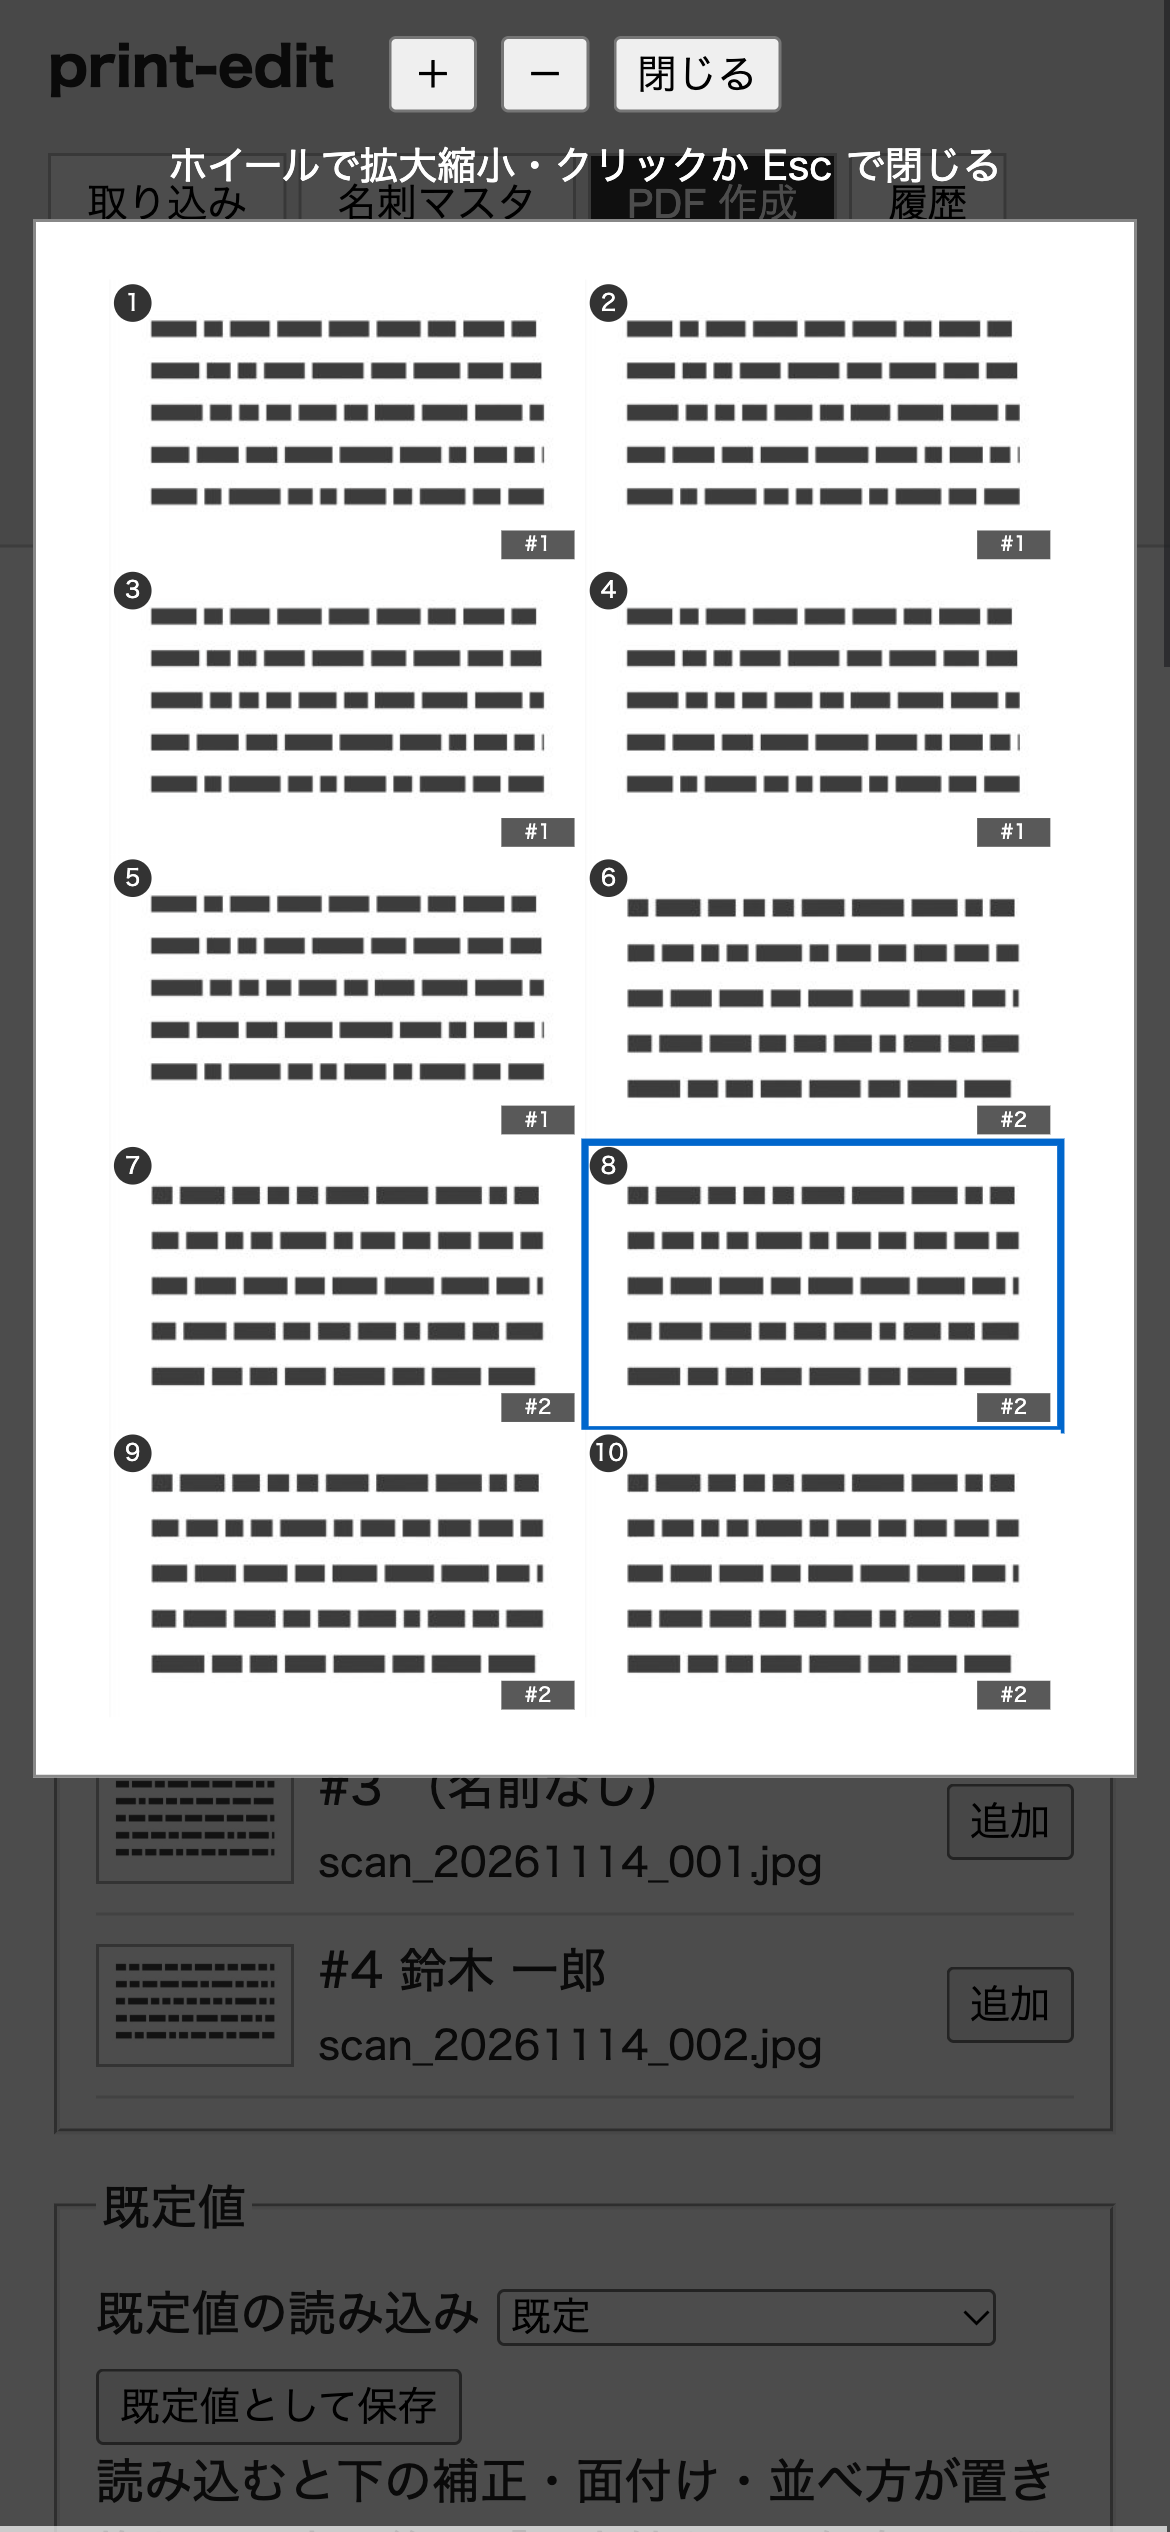 print-edit
+ − 閉じる
ホイールで拡大縮小・クリックか Esc で閉じる
取り込み 名刺マスタ PDF 作成 履歴
1 2
#1 #1
3 4
#1 #1
5 6
#1 #2
7 8
#2 #2
9 10
#2 #2
#3 （名前なし）
追加
scan_20261114_001.jpg
#4 鈴木 一郎
追加
scan_20261114_002.jpg
既定値
既定値の読み込み 既定
既定値として保存
読み込むと下の補正・面付け・並べ方が置き